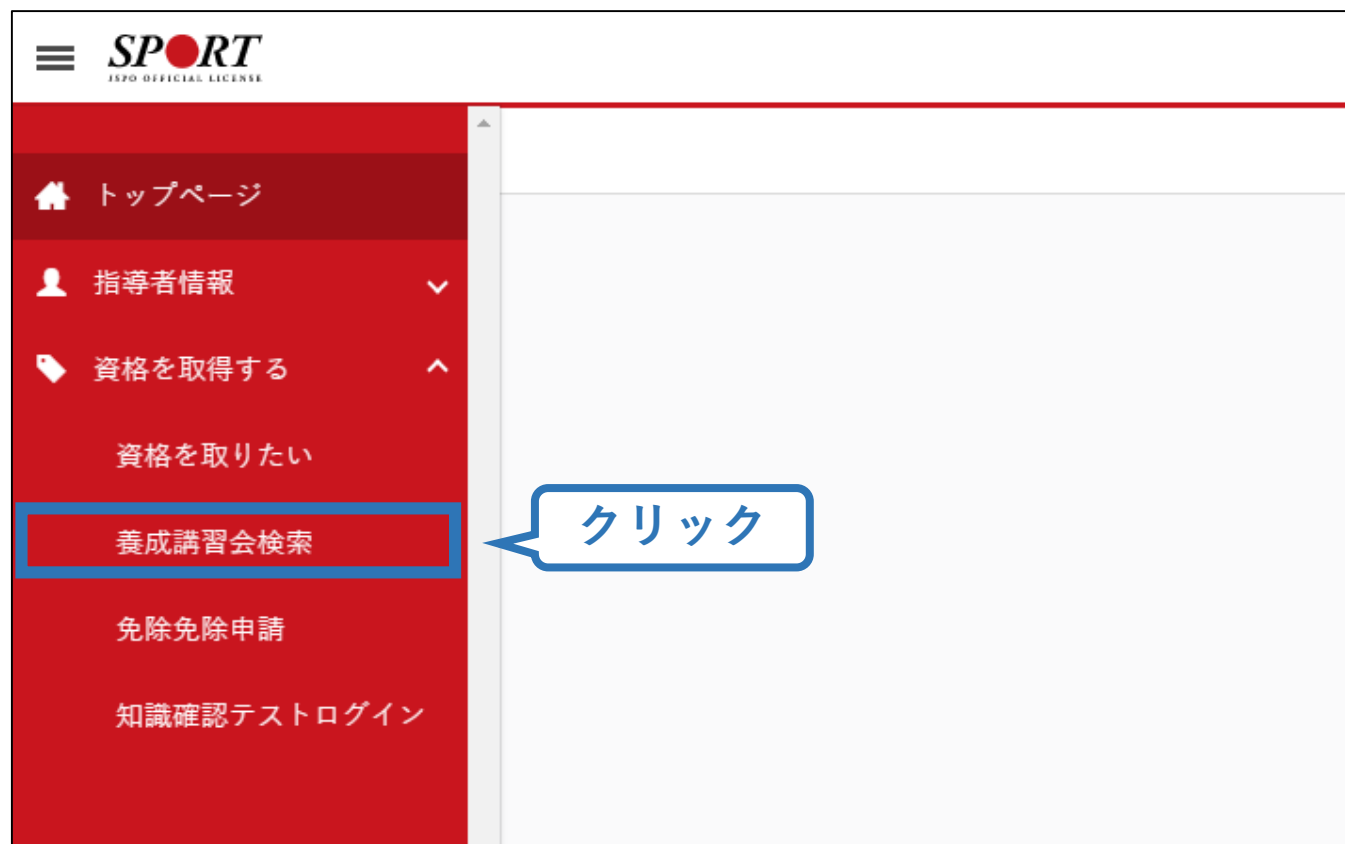 SPORT
JSPO OFFICIAL LICENSE
トップページ
指導者情報
資格を取得する
資格を取りたい
養成講習会検索
クリック
免除免除申請
知識確認テストログイン